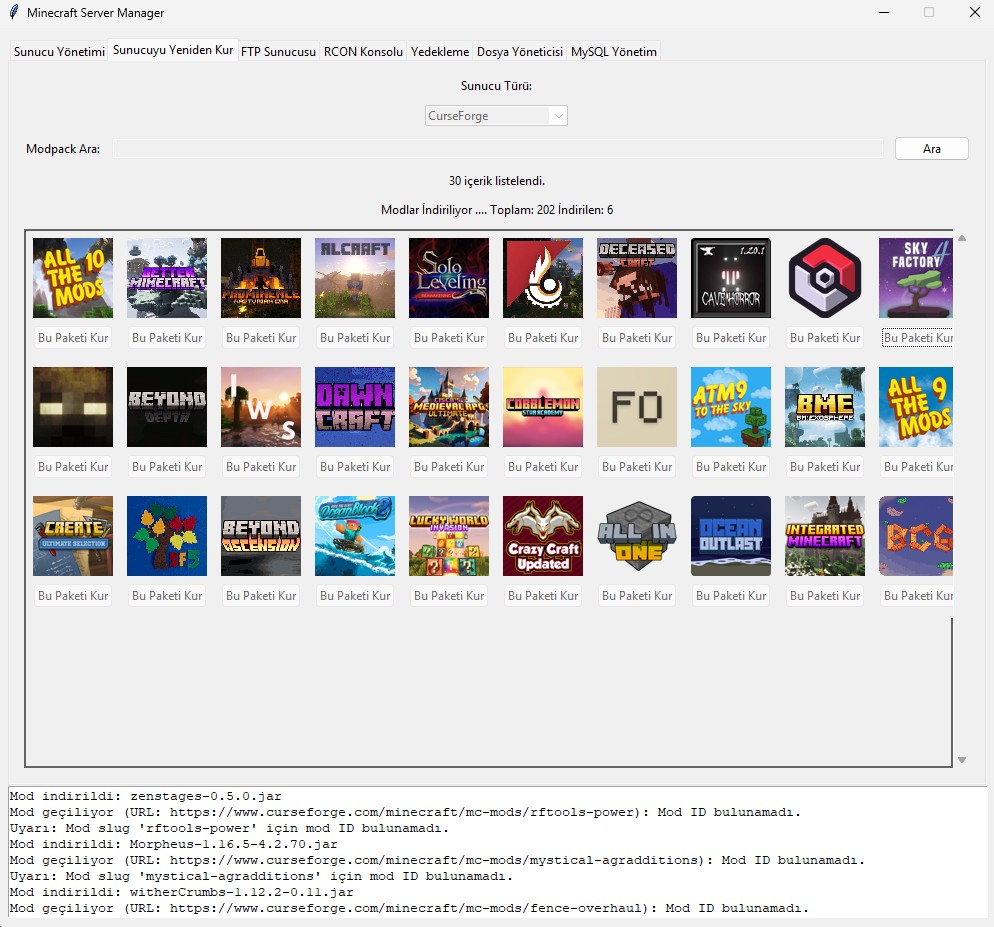 Minecraft Server Manager
Sunucu Yönetimi Sunucuyu Yeniden Kur FTP Sunucusu RCON Konsolu Yedekleme Dosya Yöneticisi MySQL Yönetim
Sunucu Türü:
CurseForge
Modpack Ara: Ara
30 içerik listelendi.
Modlar İndiriliyor .... Toplam: 202 İndirilen: 6
ALL THE MODS 10
BETTER MINECRAFT
PROMINENCE
RLCRAFT
Solo Leveling
DECEASED CRAFT
1.20.1 CAVE HORROR
SKY FACTORY 4
Bu Paketi Kur Bu Paketi Kur Bu Paketi Kur Bu Paketi Kur Bu Paketi Kur Bu Paketi Kur Bu Paketi Kur Bu Paketi Kur Bu Paketi Kur Bu Paketi Kur
BEYOND DEPTH
I W S
DAWN CRAFT
CISCO'S MEDIEVAL RPG ULTIMATE
COBBLEMON STAR ACADEMY
FO
ATM9 TO THE SKY
BME
ALL THE MODS 9
Bu Paketi Kur Bu Paketi Kur Bu Paketi Kur Bu Paketi Kur Bu Paketi Kur Bu Paketi Kur Bu Paketi Kur Bu Paketi Kur Bu Paketi Kur Bu Paketi Kur
CREATE ULTIMATE SELECTION
BF5
BEYOND ASCENSION
OceanBlock 2
LUCKY WORLD INVASION
Crazy Craft Updated
ALL IN ONE
OCEAN OUTLAST
INTEGRATED MINECRAFT
BCG
Bu Paketi Kur Bu Paketi Kur Bu Paketi Kur Bu Paketi Kur Bu Paketi Kur Bu Paketi Kur Bu Paketi Kur Bu Paketi Kur Bu Paketi Kur Bu Paketi Kur
Mod indirildi: zenstages-0.5.0.jar
Mod geçiliyor (URL: https://www.curseforge.com/minecraft/mc-mods/rftools-power): Mod ID bulunamadı.
Uyarı: Mod slug 'rftools-power' için mod ID bulunamadı.
Mod indirildi: Morpheus-1.16.5-4.2.70.jar
Mod geçiliyor (URL: https://www.curseforge.com/minecraft/mc-mods/mystical-agradditions): Mod ID bulunamadı.
Uyarı: Mod slug 'mystical-agradditions' için mod ID bulunamadı.
Mod indirildi: witherCrumbs-1.12.2-0.11.jar
Mod geçiliyor (URL: https://www.curseforge.com/minecraft/mc-mods/fence-overhaul): Mod ID bulunamadı.